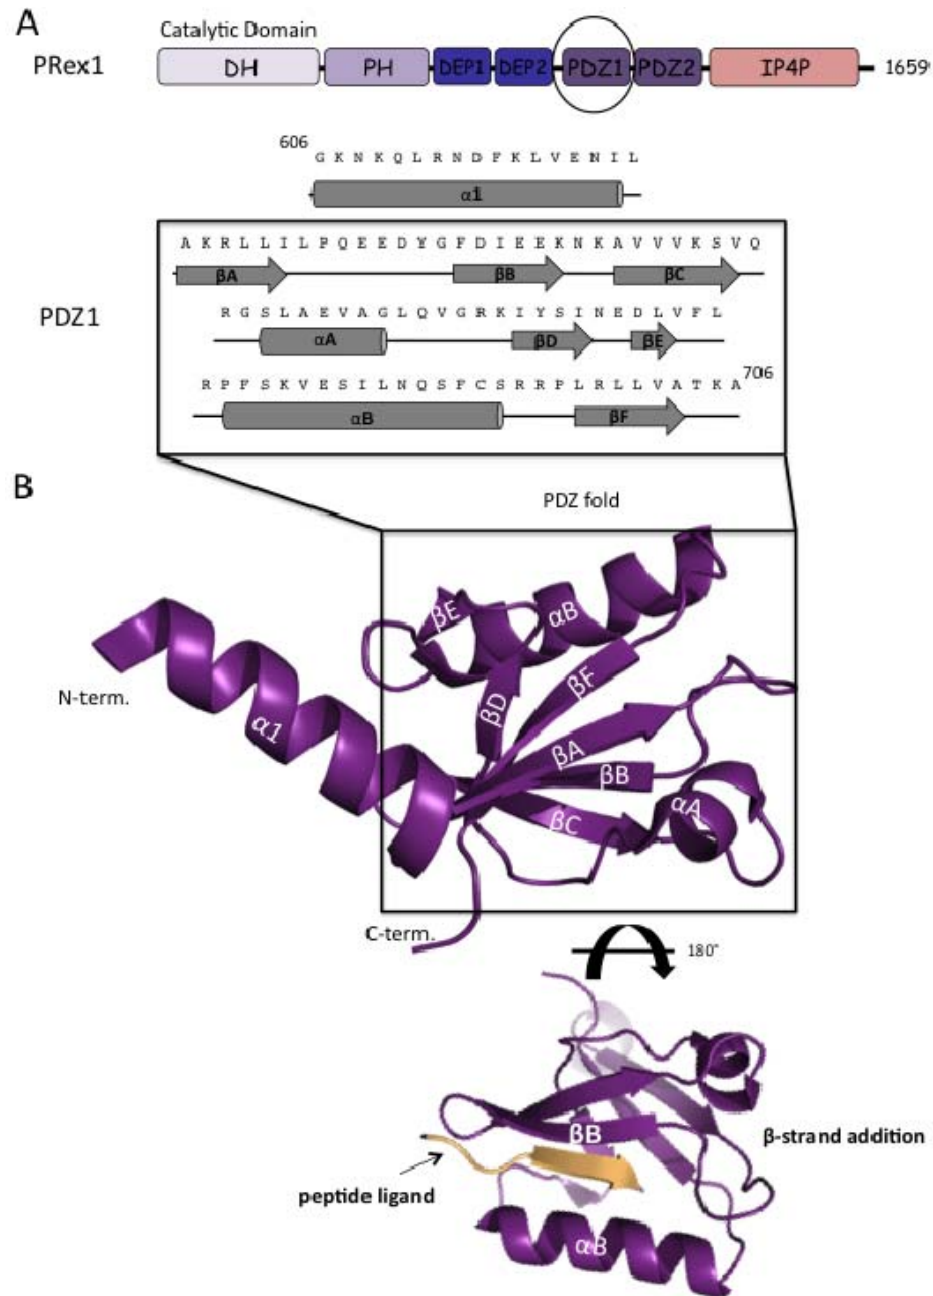 A
Catalytic Domain
PRex1
DH PH DEP1 DEP2 PDZ1 PDZ2 IP4P 1659
606
G K N K Q L R N D F K L V E N I L
α1
A K R L L I L P Q E E D Y G F D I E E K N K A V V V K S V Q
βA βB βC
PDZ1
R G S L A E V A G L Q V G R K I Y S I N E D L V F L
αA βD βE
R P F S K V E S I L N Q S F C S R R P L R L L V A T K A 706
αB βF
B
PDZ fold
βE αB
N-term.
α1
βD βF
βA
βB
βC αA
C-term.
180°
βB
β-strand addition
peptide ligand
αB